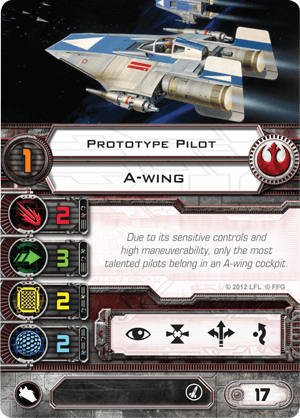 Prototype Pilot
1
A-wing
2
3
2
2
Due to its sensitive controls and
high maneuverability, only the most
talented pilots belong in an A-wing cockpit.
© 2012 LFL © FFG
17